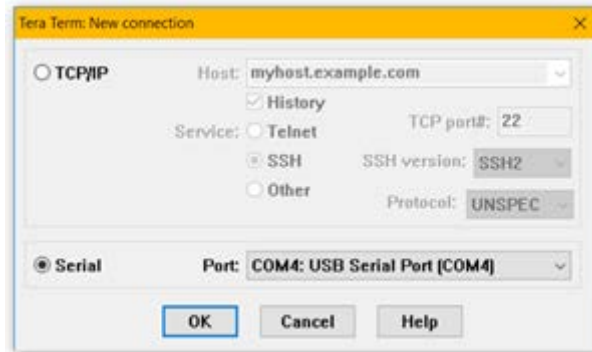 Tera Term: New connection
TCP/IP Host: myhost.example.com
History
Service: Telnet TCP port#: 22
SSH SSH version: SSH2
Other Protocol: UNSPEC
Serial Port: COM4: USB Serial Port (COM4)
OK Cancel Help